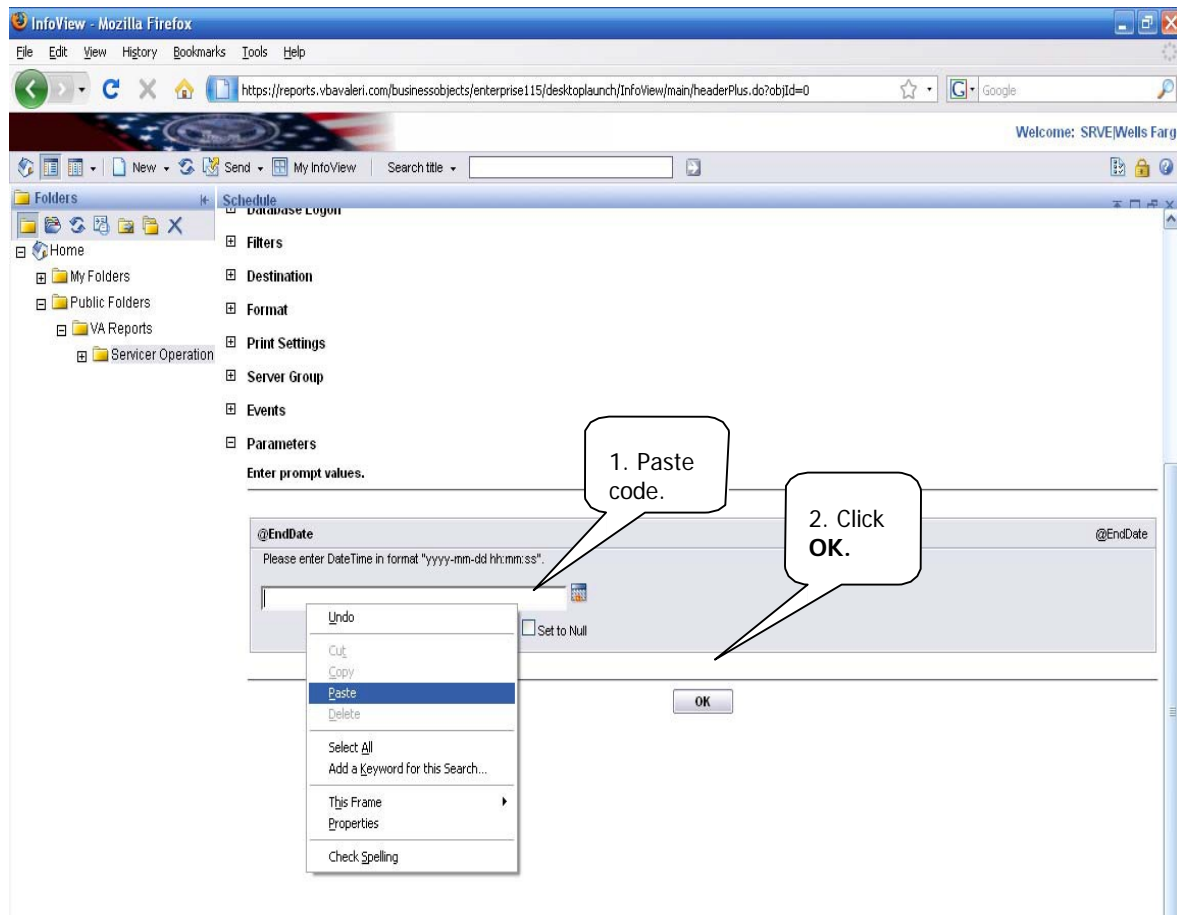 InfoView - Mozilla Firefox
File Edit View History Bookmarks Tools Help
https://reports.vbavaleri.com/businessobjects/enterprise115/desktoplaunch/InfoView/main/headerPlus.do?objId=0
G Google
Welcome: SRVE|Wells Farg
New Send My InfoView Search title
Folders
Schedule
Database Logon
Home
My Folders
Public Folders
VA Reports
Servicer Operation
Filters
Destination
Format
Print Settings
Server Group
Events
Parameters
Enter prompt values.
1. Paste
code.
2. Click
OK.
@EndDate @EndDate
Please enter DateTime in format "yyyy-mm-dd hh:mm:ss".
Set to Null
OK
Undo
Cut
Copy
Paste
Delete
Select All
Add a Keyword for this Search...
This Frame
Properties
Check Spelling